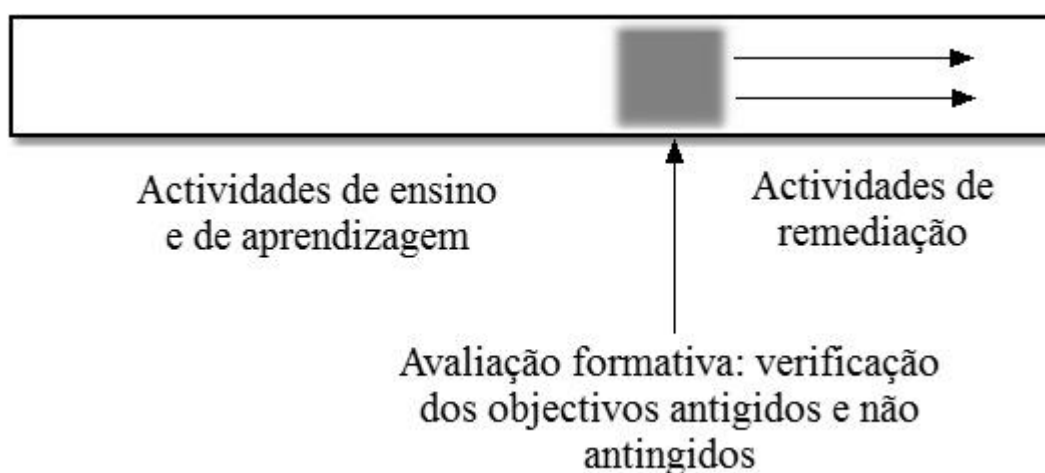 Actividades de ensino
e de aprendizagem
Actividades de
remediação
Avaliação formativa: verificação
dos objectivos antigidos e não
antingidos